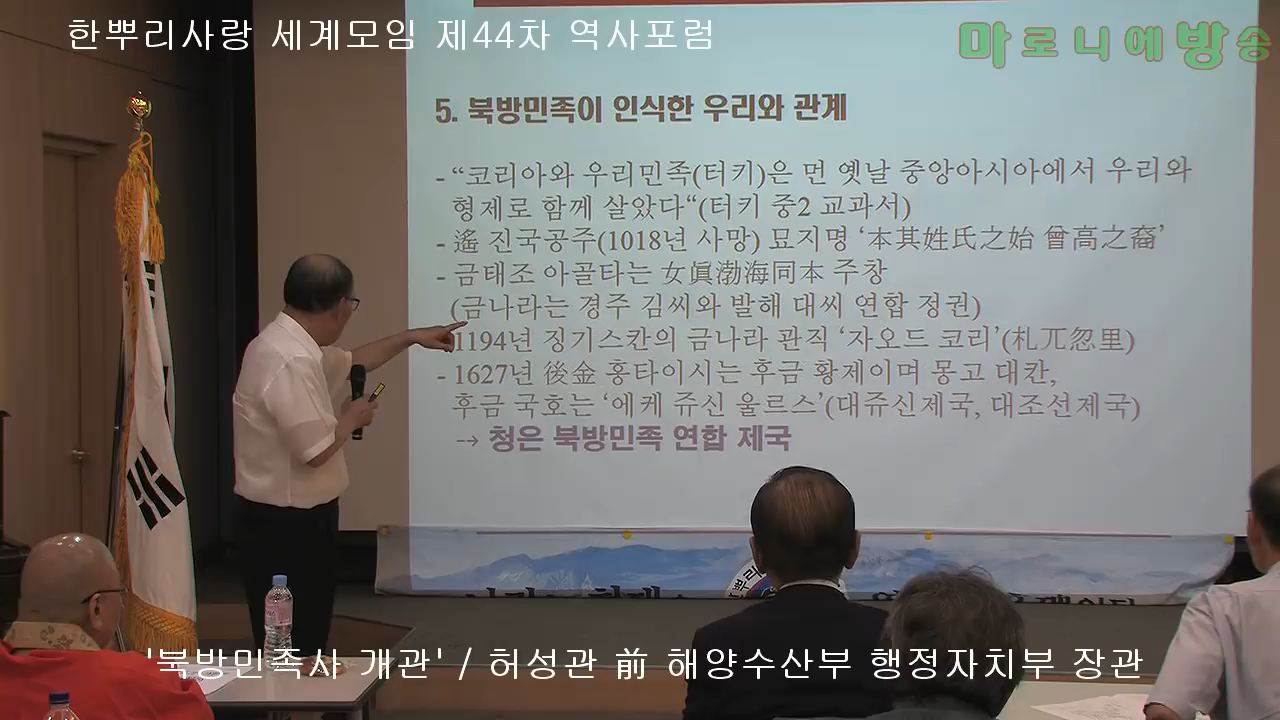 한뿌리사랑 세계모임 제44차 역사포럼
마로니에방송
5. 북방민족이 인식한 우리와 관계
- “코리아와 우리민족(터키)은 먼 옛날 중앙아시아에서 우리와
형제로 함께 살았다“(터키 중2 교과서)
- 遙 진국공주(1018년 사망) 묘지명 ‘本其姓氏之始 曾高之裔’
- 금태조 아골타는 女眞渤海同本 주창
(금나라는 경주 김씨와 발해 대씨 연합 정권)
1194년 징기스칸의 금나라 관직 ‘자오드 코리’(札兀忽里)
- 1627년 後金 홍타이시는 후금 황제이며 몽고 대칸,
후금 국호는 ‘에케 쥬신 울르스’(대쥬신제국, 대조선제국)
→ 청은 북방민족 연합 제국
'북방민족사 개관' / 허성관 前 해양수산부 행정자치부 장관